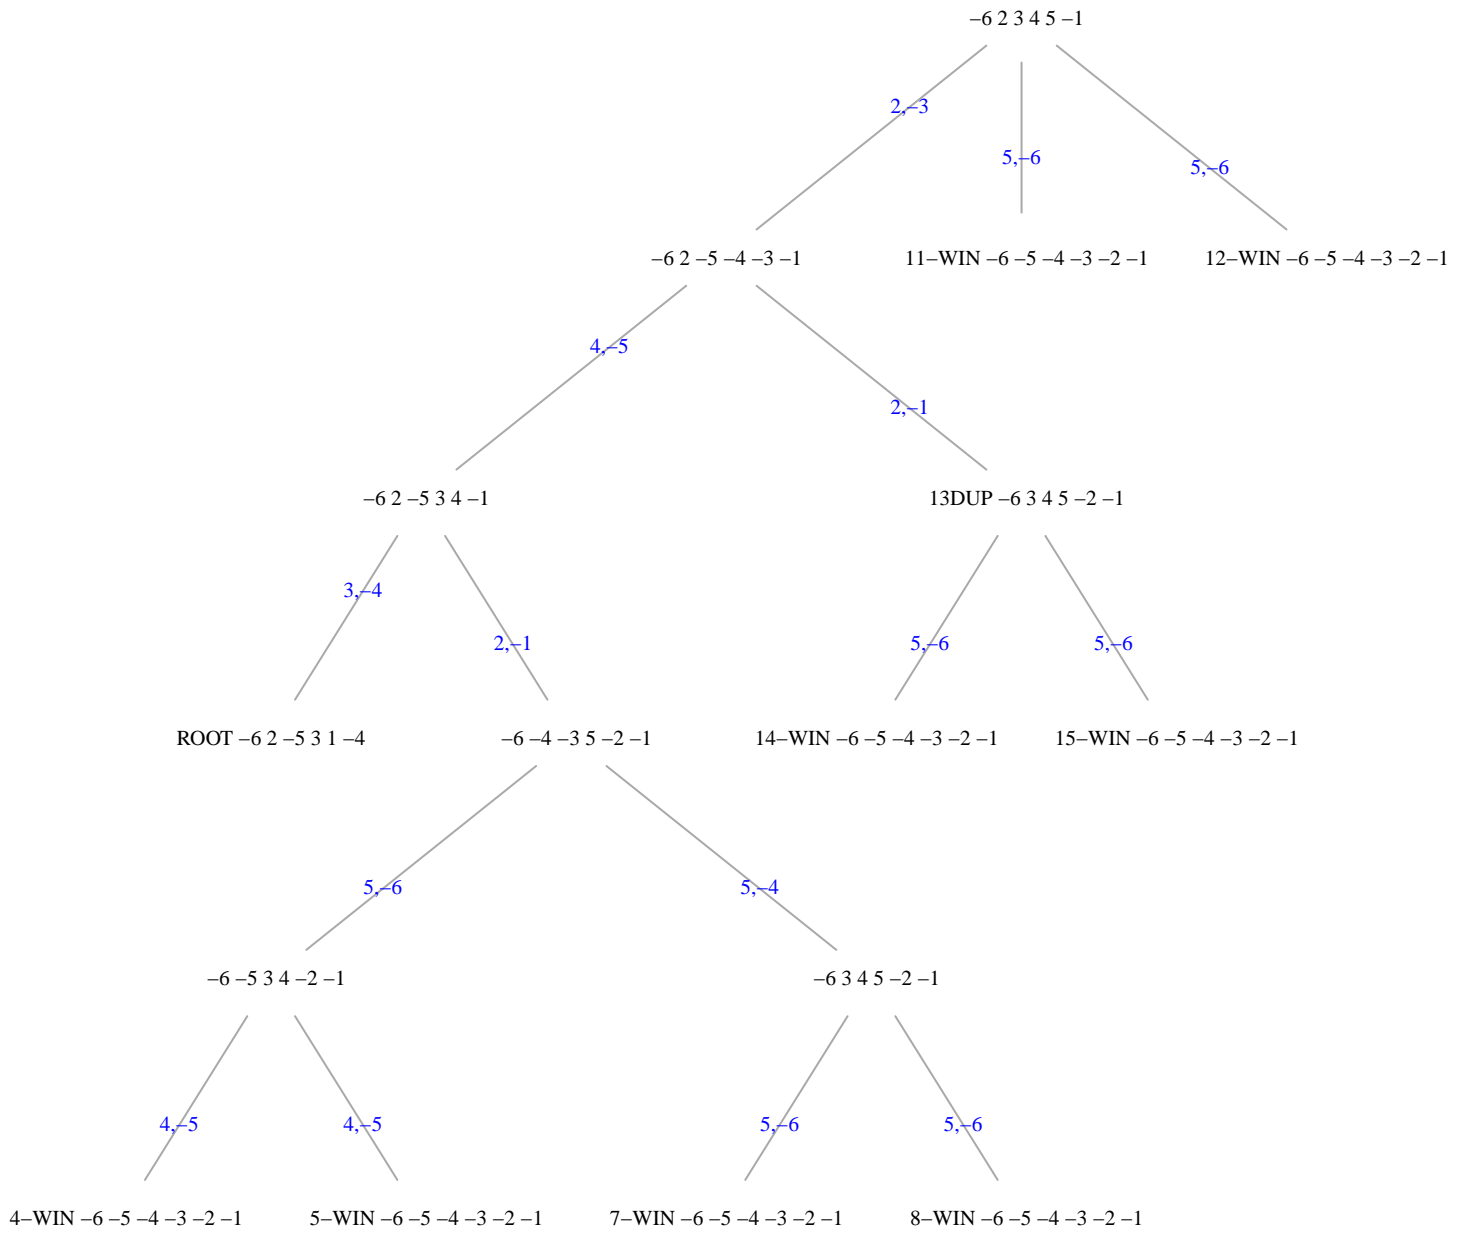 –6 2 3 4 5 –1
2,–3
5,–6
5,–6
–6 2 –5 –4 –3 –1
11–WIN –6 –5 –4 –3 –2 –1
12–WIN –6 –5 –4 –3 –2 –1
4,–5
2,–1
–6 2 –5 3 4 –1
13DUP –6 3 4 5 –2 –1
3,–4
2,–1
5,–6
5,–6
ROOT –6 2 –5 3 1 –4
–6 –4 –3 5 –2 –1
14–WIN –6 –5 –4 –3 –2 –1
15–WIN –6 –5 –4 –3 –2 –1
5,–6
5,–4
–6 –5 3 4 –2 –1
–6 3 4 5 –2 –1
4,–5
4,–5
5,–6
5,–6
4–WIN –6 –5 –4 –3 –2 –1
5–WIN –6 –5 –4 –3 –2 –1
7–WIN –6 –5 –4 –3 –2 –1
8–WIN –6 –5 –4 –3 –2 –1